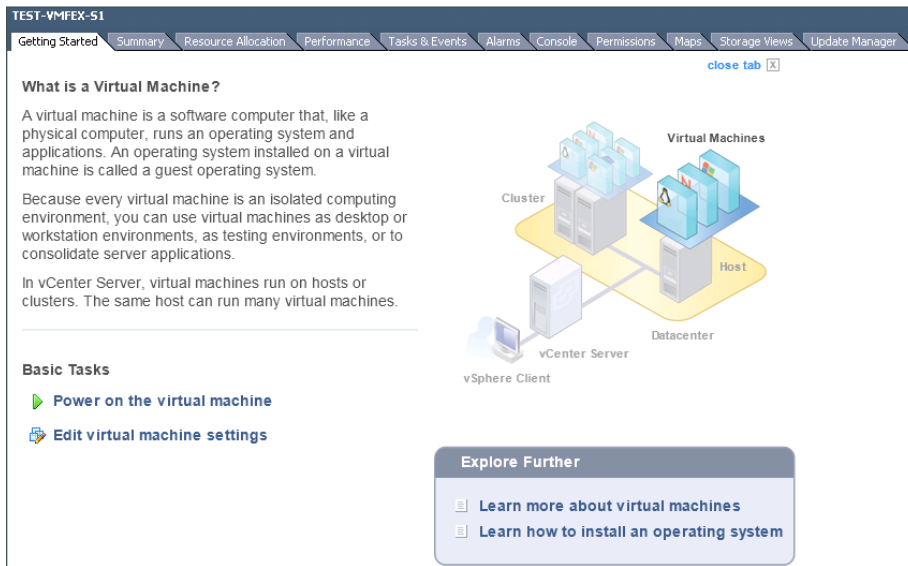 TEST-VMFEX-S1
Getting Started Summary Resource Allocation Performance Tasks & Events Alarms Console Permissions Maps Storage Views Update Manager
close tab X
What is a Virtual Machine?
A virtual machine is a software computer that, like a
physical computer, runs an operating system and
applications. An operating system installed on a virtual
machine is called a guest operating system.
Because every virtual machine is an isolated computing
environment, you can use virtual machines as desktop or
workstation environments, as testing environments, or to
consolidate server applications.
In vCenter Server, virtual machines run on hosts or
clusters. The same host can run many virtual machines.
Virtual Machines
Cluster
Host
Datacenter
vCenter Server
vSphere Client
Basic Tasks
Power on the virtual machine
Edit virtual machine settings
Explore Further
Learn more about virtual machines
Learn how to install an operating system